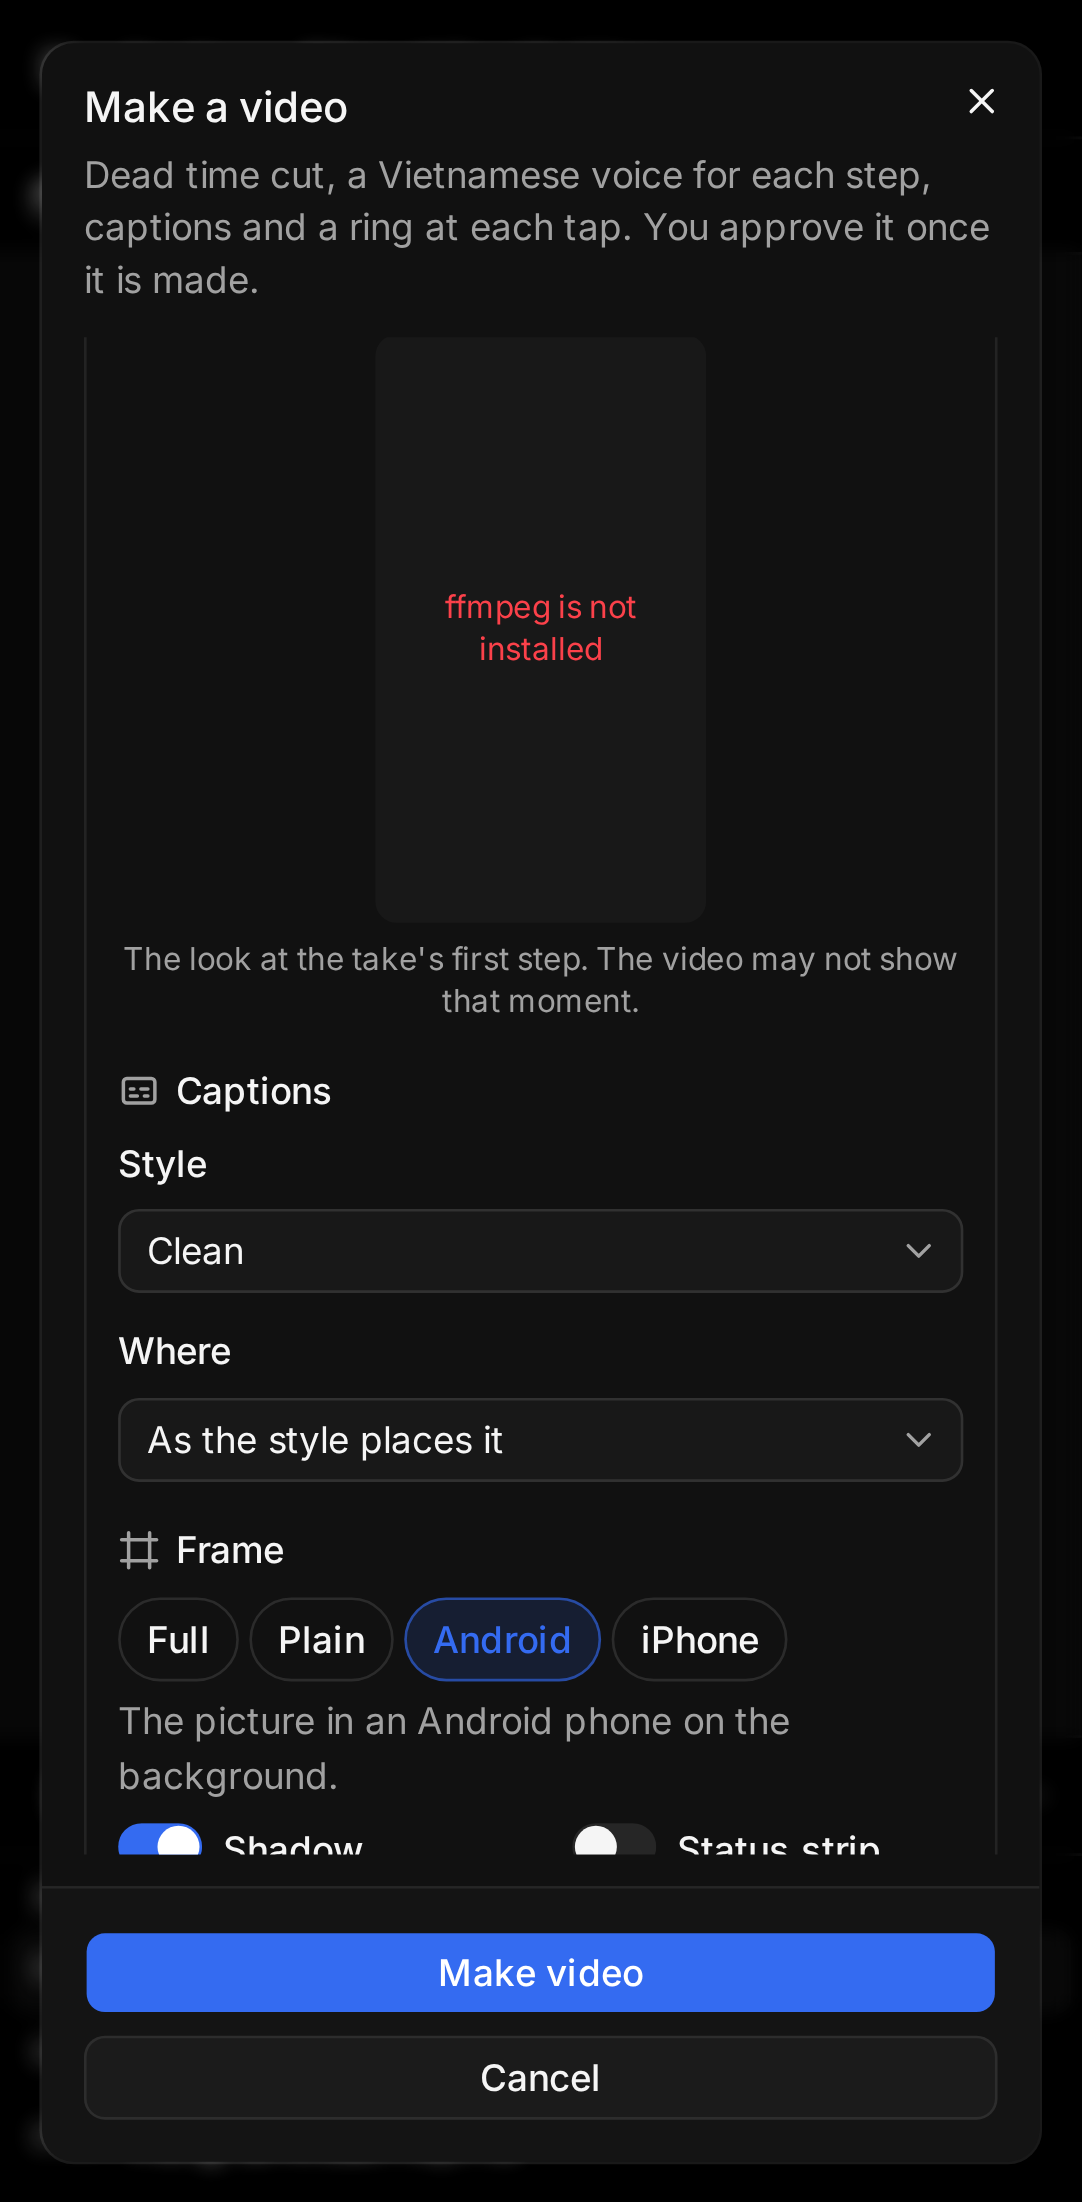 Make a video
Dead time cut, a Vietnamese voice for each step,
captions and a ring at each tap. You approve it once
it is made.
ffmpeg is not
installed
The look at the take's first step. The video may not show
that moment.
Captions
Style
Clean
Where
As the style places it
Frame
Full
Plain
Android
iPhone
The picture in an Android phone on the
background.
Shadow
Status strip
Make video
Cancel